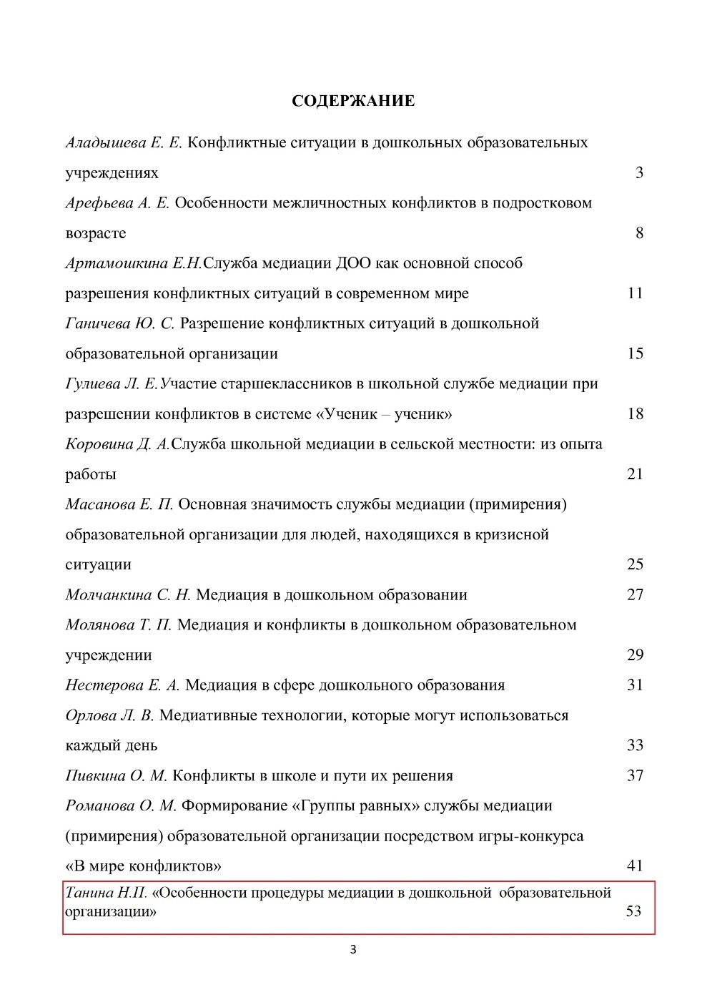 СОДЕРЖАНИЕ
Аладышева Е. Е. Конфликтные ситуации в дошкольных образовательных
учреждениях 3
Арефьева А. Е. Особенности межличностных конфликтов в подростковом
возрасте 8
Артамошкина Е.Н.Служба медиации ДОО как основной способ
разрешения конфликтных ситуаций в современном мире 11
Ганичева Ю. С. Разрешение конфликтных ситуаций в дошкольной
образовательной организации 15
Гулиева Л. Е.Участие старшеклассников в школьной службе медиации при
разрешении конфликтов в системе «Ученик – ученик» 18
Коровина Д. А.Служба школьной медиации в сельской местности: из опыта
работы 21
Масанова Е. П. Основная значимость службы медиации (примирения)
образовательной организации для людей, находящихся в кризисной
ситуации 25
Молчанкина С. Н. Медиация в дошкольном образовании 27
Молянова Т. П. Медиация и конфликты в дошкольном образовательном
учреждении 29
Нестерова Е. А. Медиация в сфере дошкольного образования 31
Орлова Л. В. Медиативные технологии, которые могут использоваться
каждый день 33
Пивкина О. М. Конфликты в школе и пути их решения 37
Романова О. М. Формирование «Группы равных» службы медиации
(примирения) образовательной организации посредством игры-конкурса
«В мире конфликтов» 41
Танина Н.П. «Особенности процедуры медиации в дошкольной образовательной
организации» 53
3